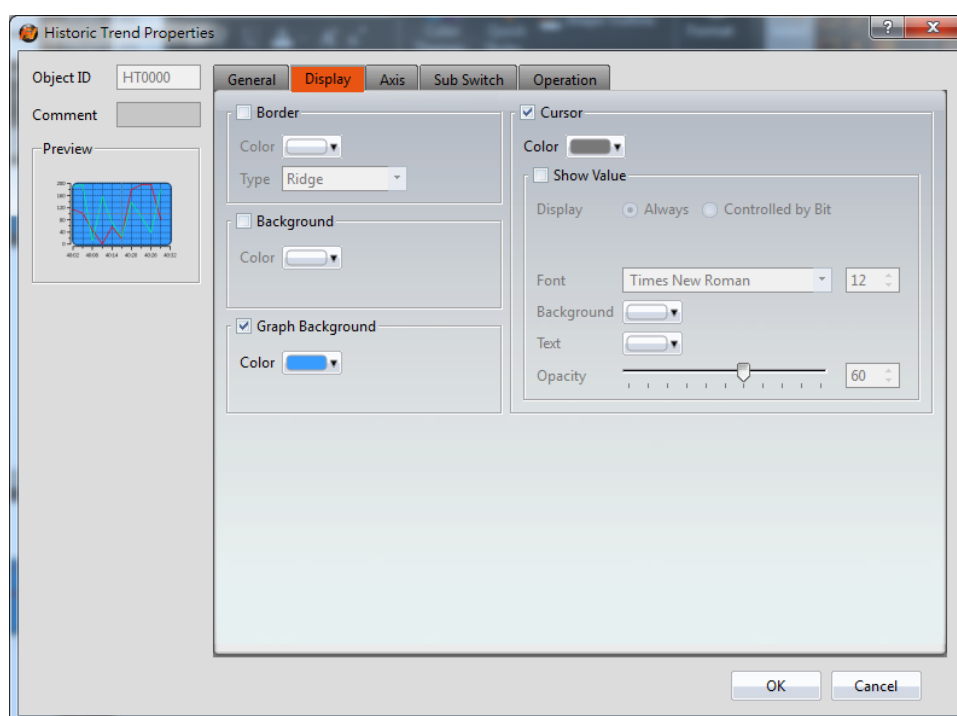 Historic Trend Properties
Object ID HT0000
Comment
Preview
General Display Axis Sub Switch Operation
Border
Color
Type Ridge
Background
Color
Graph Background
Color
Cursor
Color
Show Value
Display Always Controlled by Bit
Font Times New Roman 12
Background
Text
Opacity 60
OK Cancel